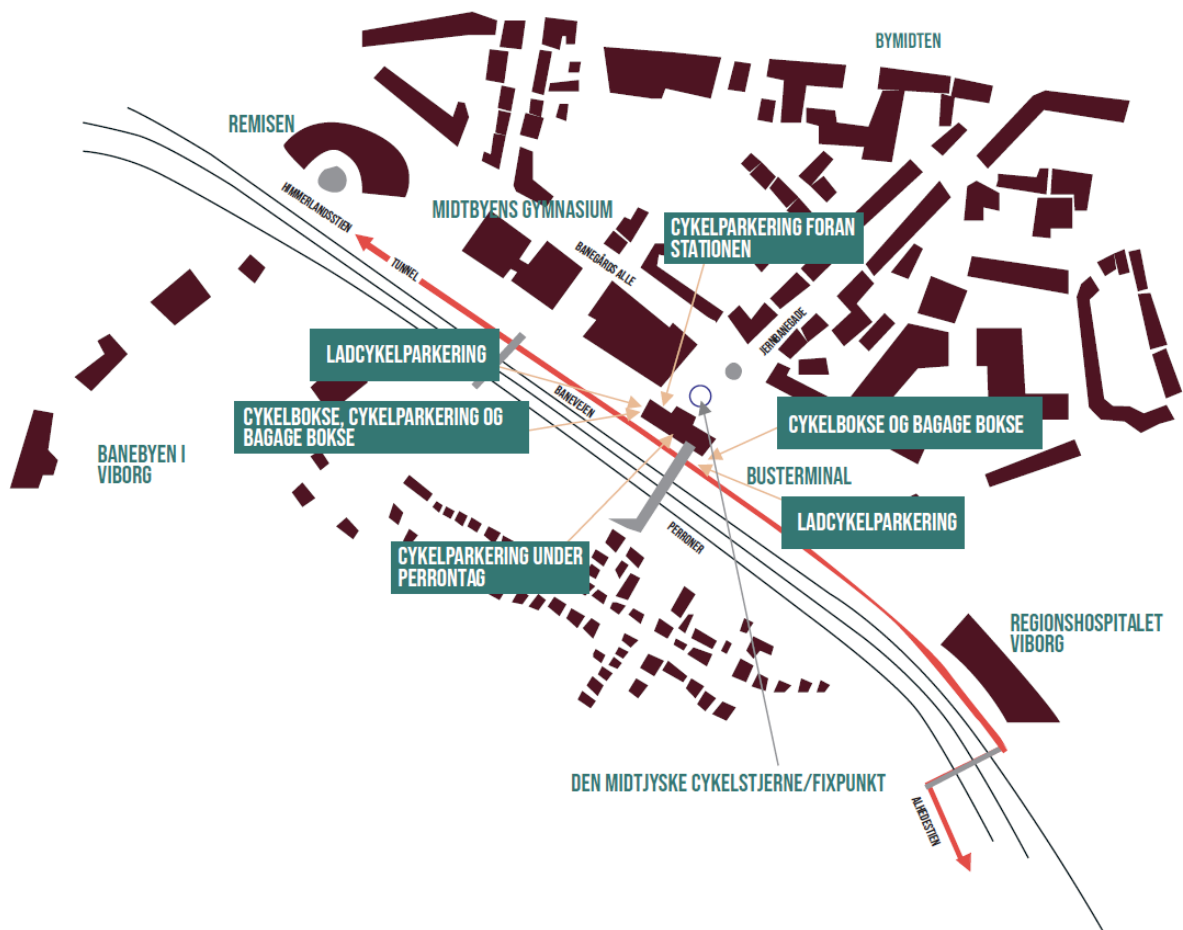 BYMIDTEN
REMISEN
HIMMERLANDSSTIEN
MIDTBYENS GYMNASIUM
CYKELPARKERING FORAN
STATIONEN
BANEGÅRDS ALLE
TUNNEL
JERNBANEGADE
LADCYKELPARKERING
BANEVEJEN
CYKELBOKSE, CYKELPARKERING OG
BAGAGE BOKSE
CYKELBOKSE OG BAGAGE BOKSE
BANEBYEN I
VIBORG
BUSTERMINAL
LADCYKELPARKERING
PERRONER
CYKELPARKERING UNDER
PERRONTAG
REGIONSHOSPITALET
VIBORG
DEN MIDTJYSKE CYKELSTJERNE/FIXPUNKT
ALHEDESTIEN